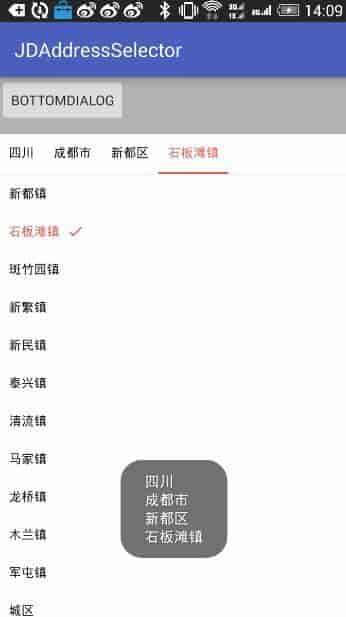 14:09
JDAddressSelector
BOTTOMDIALOG
四川 成都市 新都区 石板滩镇
新都镇
石板滩镇
斑竹园镇
新繁镇
新民镇
泰兴镇
清流镇
马家镇
龙桥镇
木兰镇
军屯镇
城区
四川
成都市
新都区
石板滩镇